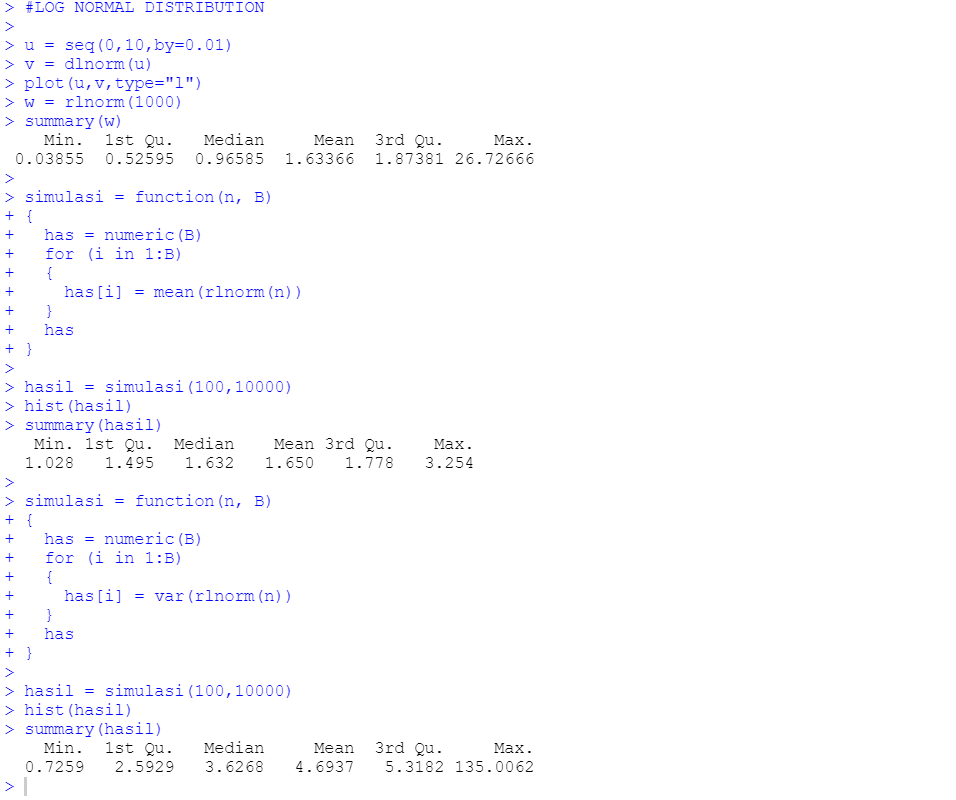 > #LOG NORMAL DISTRIBUTION
>
> u = seq(0,10,by=0.01)
> v = dlnorm(u)
> plot(u,v,type="l")
> w = rlnorm(1000)
> summary(w)
    Min.  1st Qu.   Median     Mean  3rd Qu.     Max.
 0.03855  0.52595  0.96585  1.63366  1.87381 26.72666
>
> simulasi = function(n, B)
+ {
+   has = numeric(B)
+   for (i in 1:B)
+   {
+     has[i] = mean(rlnorm(n))
+   }
+   has
+ }
>
> hasil = simulasi(100,10000)
> hist(hasil)
> summary(hasil)
   Min. 1st Qu.  Median    Mean 3rd Qu.    Max.
  1.028   1.495   1.632   1.650   1.778   3.254
>
> simulasi = function(n, B)
+ {
+   has = numeric(B)
+   for (i in 1:B)
+   {
+     has[i] = var(rlnorm(n))
+   }
+   has
+ }
>
> hasil = simulasi(100,10000)
> hist(hasil)
> summary(hasil)
    Min.  1st Qu.   Median     Mean  3rd Qu.     Max.
  0.7259   2.5929   3.6268   4.6937   5.3182 135.0062
>